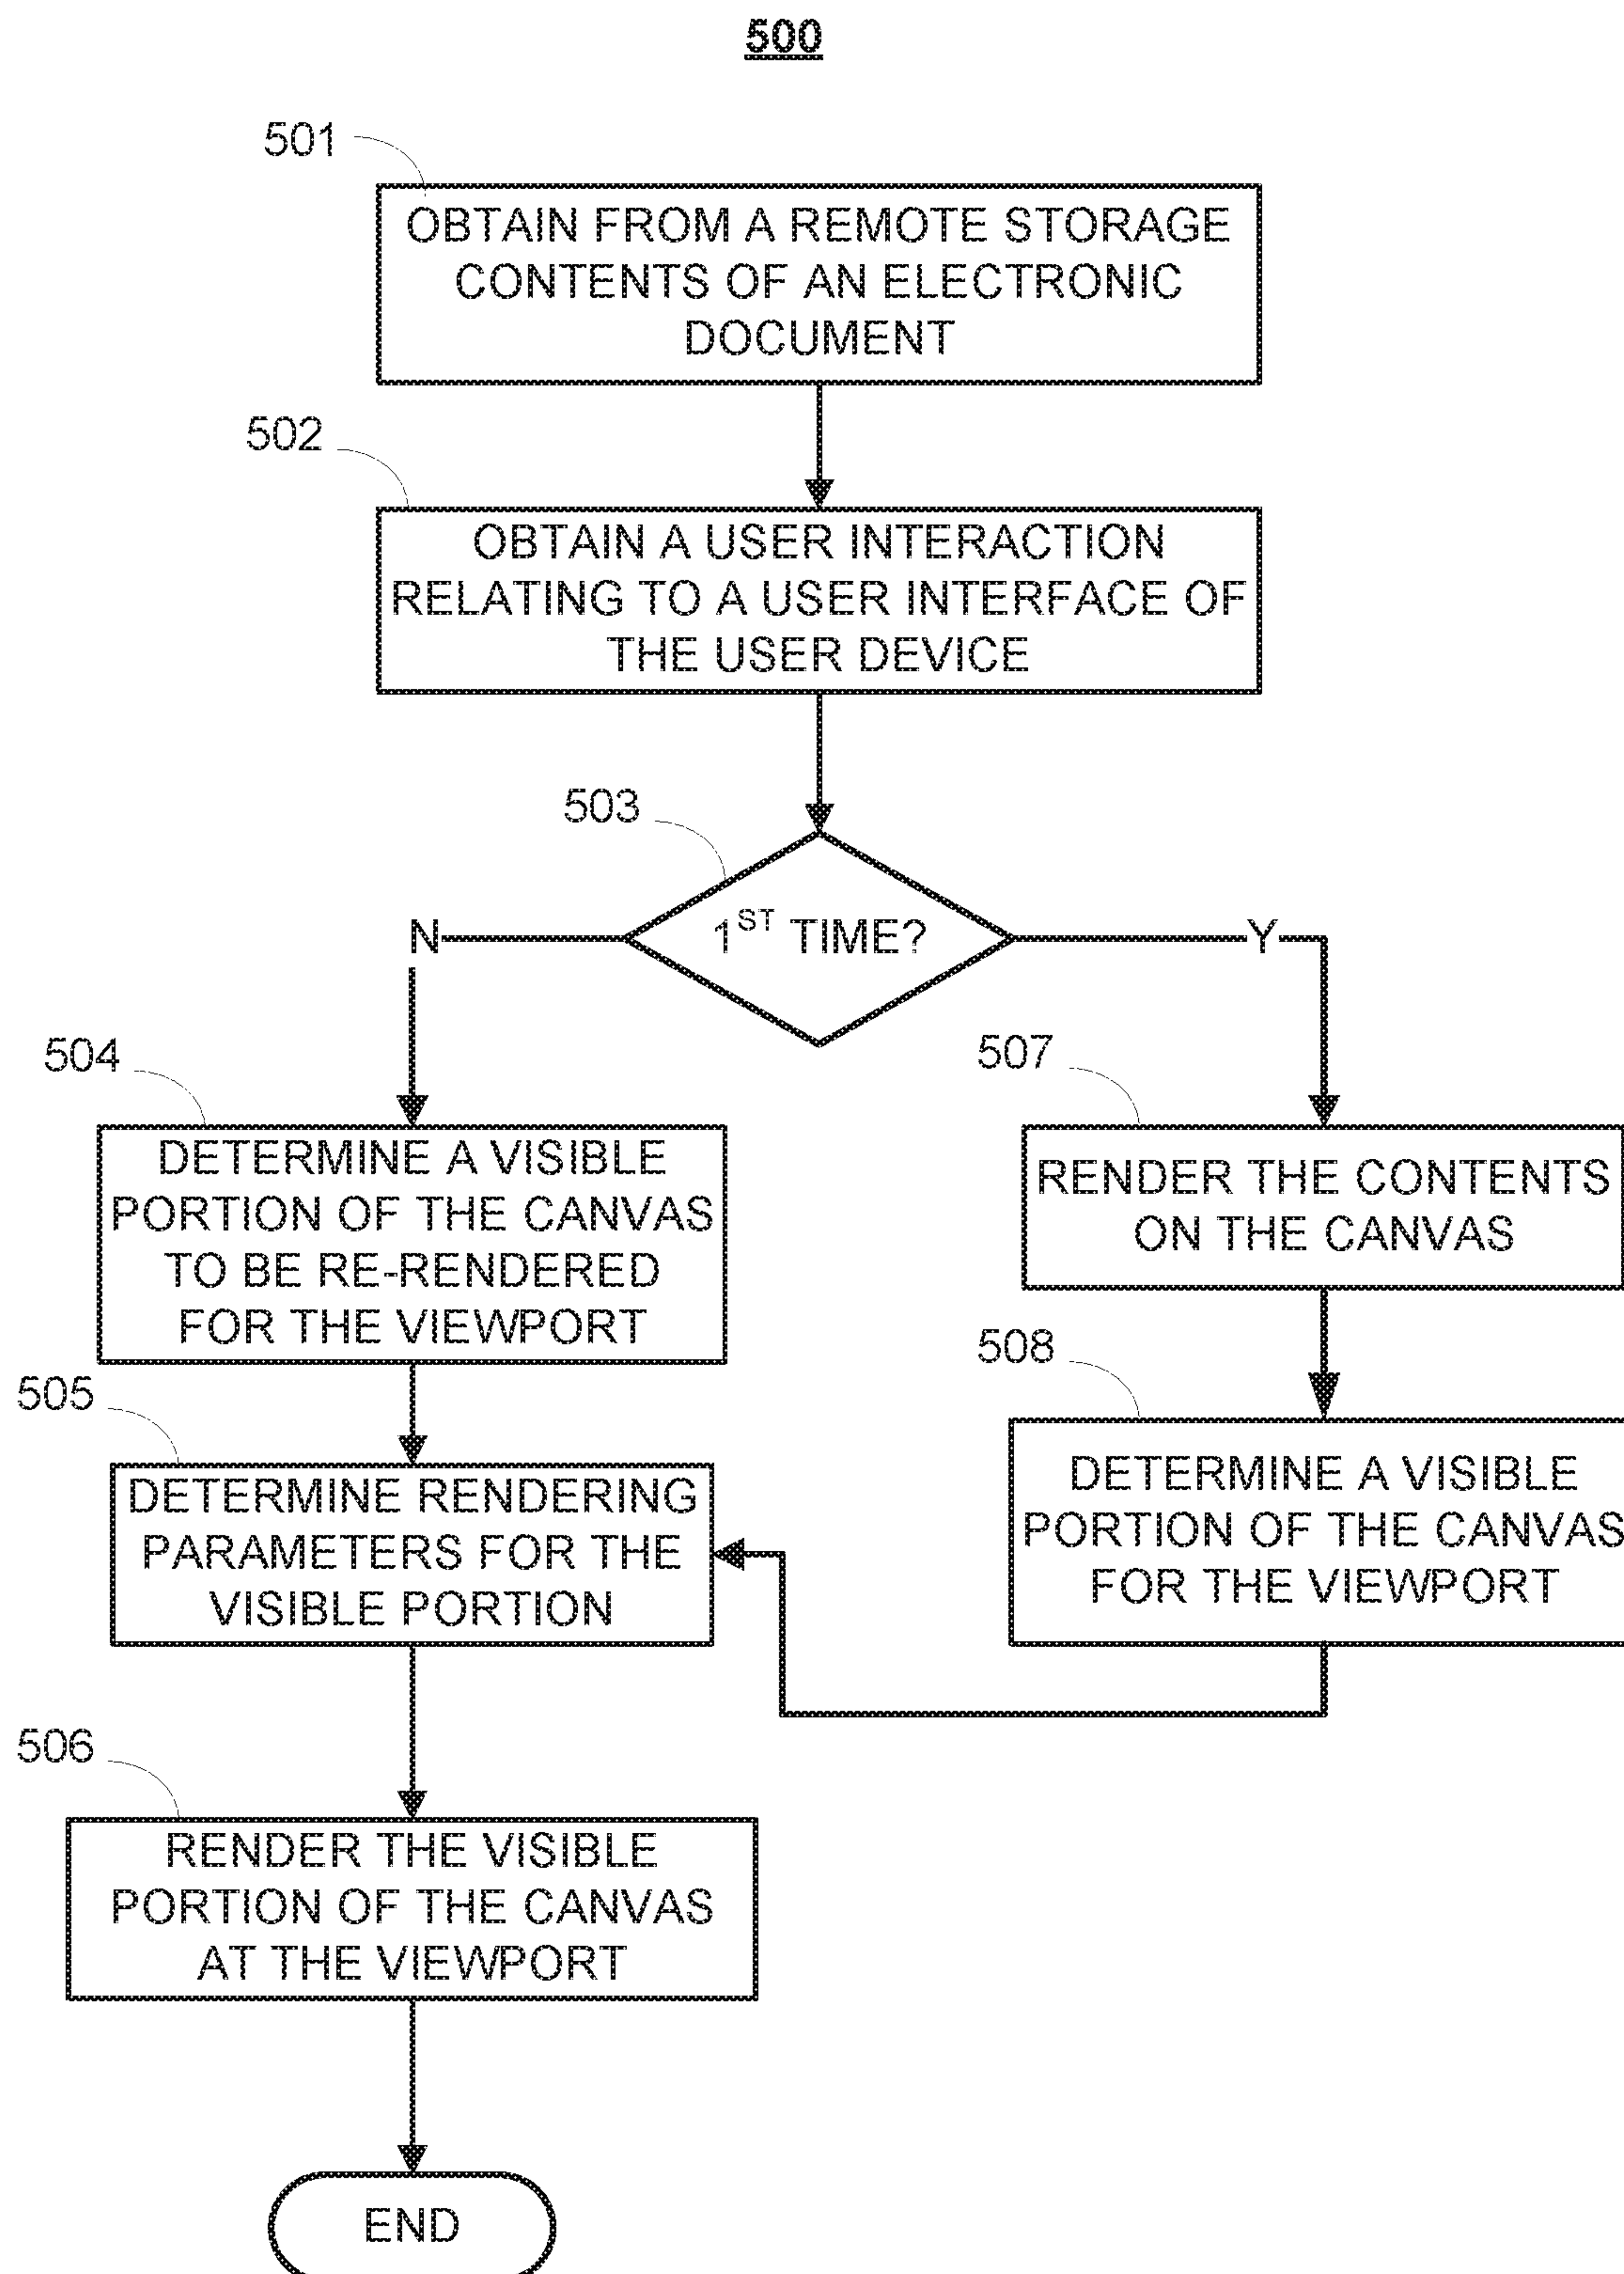 500
501
OBTAIN FROM A REMOTE STORAGE
CONTENTS OF AN ELECTRONIC
DOCUMENT
502
OBTAIN A USER INTERACTION
RELATING TO A USER INTERFACE OF
THE USER DEVICE
503
1ST TIME?
N
Y
504
DETERMINE A VISIBLE
PORTION OF THE CANVAS
TO BE RE-RENDERED
FOR THE VIEWPORT
507
RENDER THE CONTENTS
ON THE CANVAS
505
DETERMINE RENDERING
PARAMETERS FOR THE
VISIBLE PORTION
508
DETERMINE A VISIBLE
PORTION OF THE CANVAS
FOR THE VIEWPORT
506
RENDER THE VISIBLE
PORTION OF THE CANVAS
AT THE VIEWPORT
END